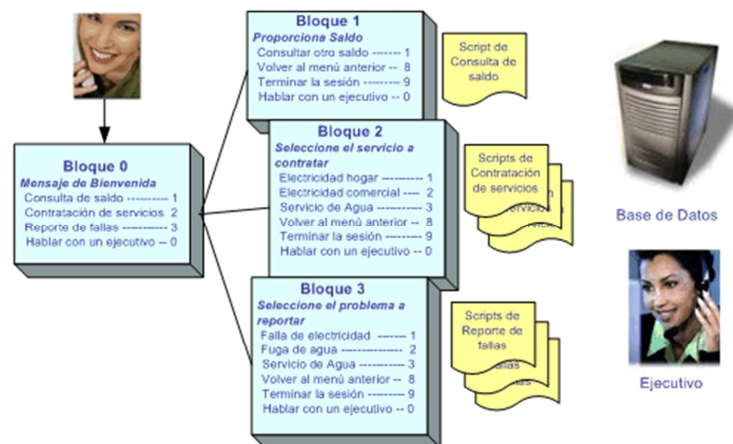 Bloque 0
Mensaje de Bienvenida
Consulta de saldo ------- 1
Contratación de servicios 2
Reporte de fallas ----------- 3
Hablar con un ejecutivo -- 0
Bloque 1
Proporciona Saldo
Consultar otro saldo -------- 1
Volver al menú anterior -- 8
Terminar la sesión --------- 9
Hablar con un ejecutivo -- 0
Script de
Consulta de
saldo
Bloque 2
Seleccione el servicio a
contratar
Electricidad hogar --------- 1
Electricidad comercial ---- 2
Servicio de Agua ---------- 3
Volver al menú anterior -- 8
Terminar la sesión --------- 9
Hablar con un ejecutivo -- 0
Scripts de
Contratación
de servicios
servicios
Bloque 3
Seleccione el problema a
reportar
Falla de electricidad ------- 1
Fuga de agua --------------- 2
Servicio de Agua ---------- 3
Volver al menú anterior -- 8
Terminar la sesión --------- 9
Hablar con un ejecutivo -- 0
Scripts de
Reporte de
fallas
Base de Datos
Ejecutivo